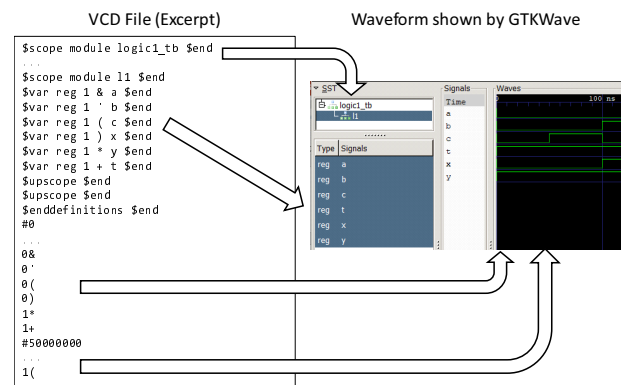 VCD File (Excerpt)
Waveform shown by GTKWave
$scope module logic1_tb $end
...
$scope module l1 $end
$var reg 1 & a $end
$var reg 1 ' b $end
$var reg 1 ( c $end
$var reg 1 ) x $end
$var reg 1 * y $end
$var reg 1 + t $end
$upscope $end
$upscope $end
$enddefinitions $end
#0
...
0&
0'
0(
0)
1*
1+
#50000000
...
1(
SST
logic1_tb
l1
Type Signals
reg a
reg b
reg c
reg t
reg x
reg y
Signals
Time
a
b
c
t
x
y
Waves
100 ns